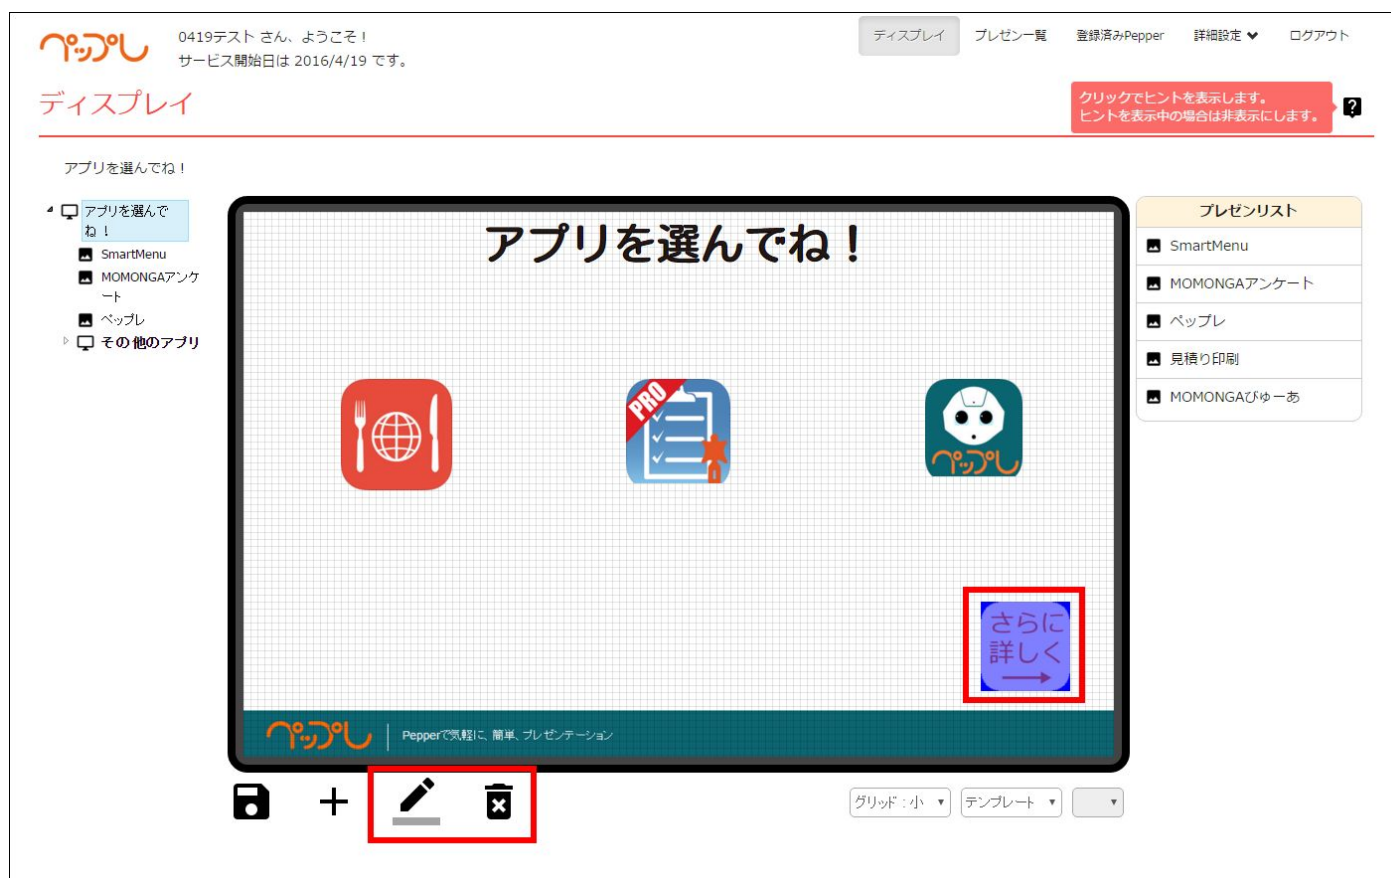 ペップレ
0419テスト さん、ようこそ！
サービス開始日は 2016/4/19 です。
ディスプレイ
プレゼン一覧
登録済みPepper
詳細設定
ログアウト
ディスプレイ
クリックでヒントを表示します。
ヒントを表示中の場合は非表示にします。
?
アプリを選んでね！
アプリを選んで
ね！
SmartMenu
MOMONGAアンケ
ート
ペップレ
その他のアプリ
アプリを選んでね！
PRO
ペップレ
さらに
詳しく
ペップレ
Pepperで気軽に、簡単、プレゼンテーション
プレゼンリスト
SmartMenu
MOMONGAアンケート
ペップレ
見積り印刷
MOMONGAびゅーあ
グリッド：小
テンプレート